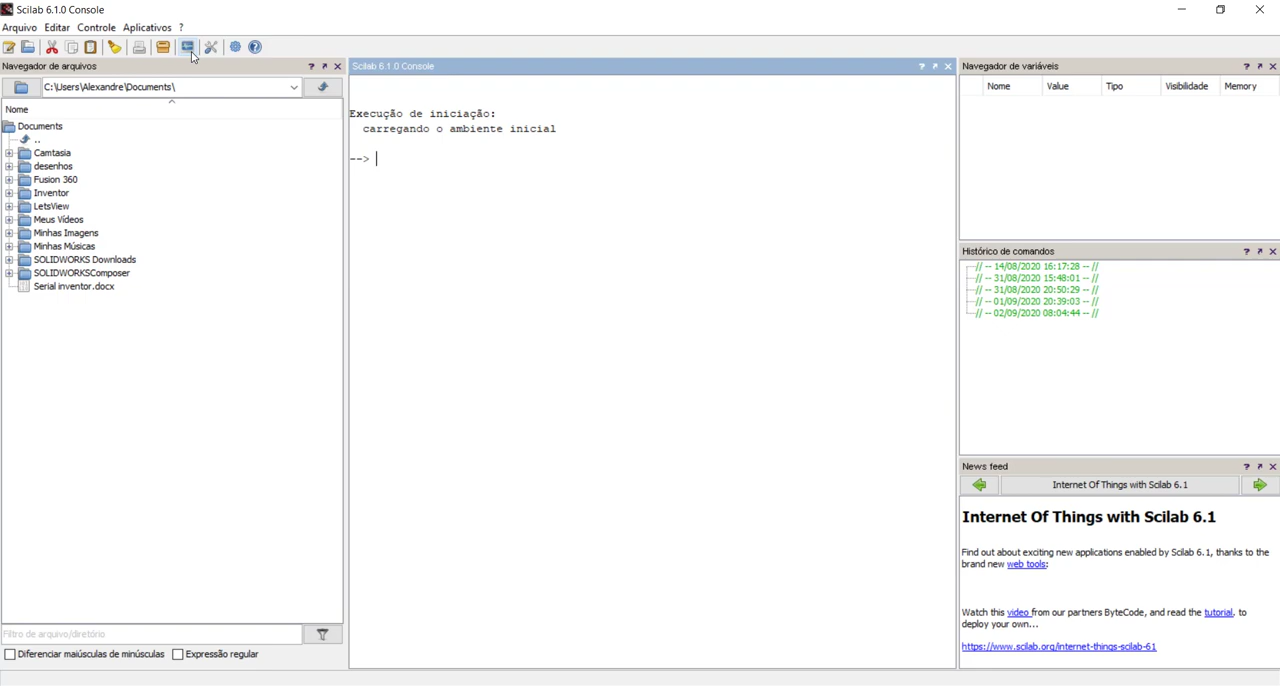 Scilab 6.1.0 Console
Arquivo Editar Controle Aplicativos ?
Navegador de arquivos
C:\Users\Alexandre\Documents\
Nome
Documents
..
Camtasia
desenhos
Fusion 360
Inventor
LetsView
Meus Vídeos
Minhas Imagens
Minhas Músicas
SOLIDWORKS Downloads
SOLIDWORKSComposer
Serial inventor.docx
Filtro de arquivo/diretório
Diferenciar maiúsculas de minúsculas Expressão regular
Scilab 6.1.0 Console
Execução de iniciação:
carregando o ambiente inicial
-->
Navegador de variáveis
Nome Value Tipo Visibilidade Memory
Histórico de comandos
// -- 14/08/2020 16:17:28 -- //
// -- 31/08/2020 15:48:01 -- //
// -- 31/08/2020 20:50:29 -- //
// -- 01/09/2020 20:39:03 -- //
// -- 02/09/2020 08:04:44 -- //
News feed
Internet Of Things with Scilab 6.1
Internet Of Things with Scilab 6.1
Find out about exciting new applications enabled by Scilab 6.1, thanks to the
brand new web tools:
Watch this video from our partners ByteCode, and read the tutorial. to
deploy your own...
https://www.scilab.org/internet-things-scilab-61